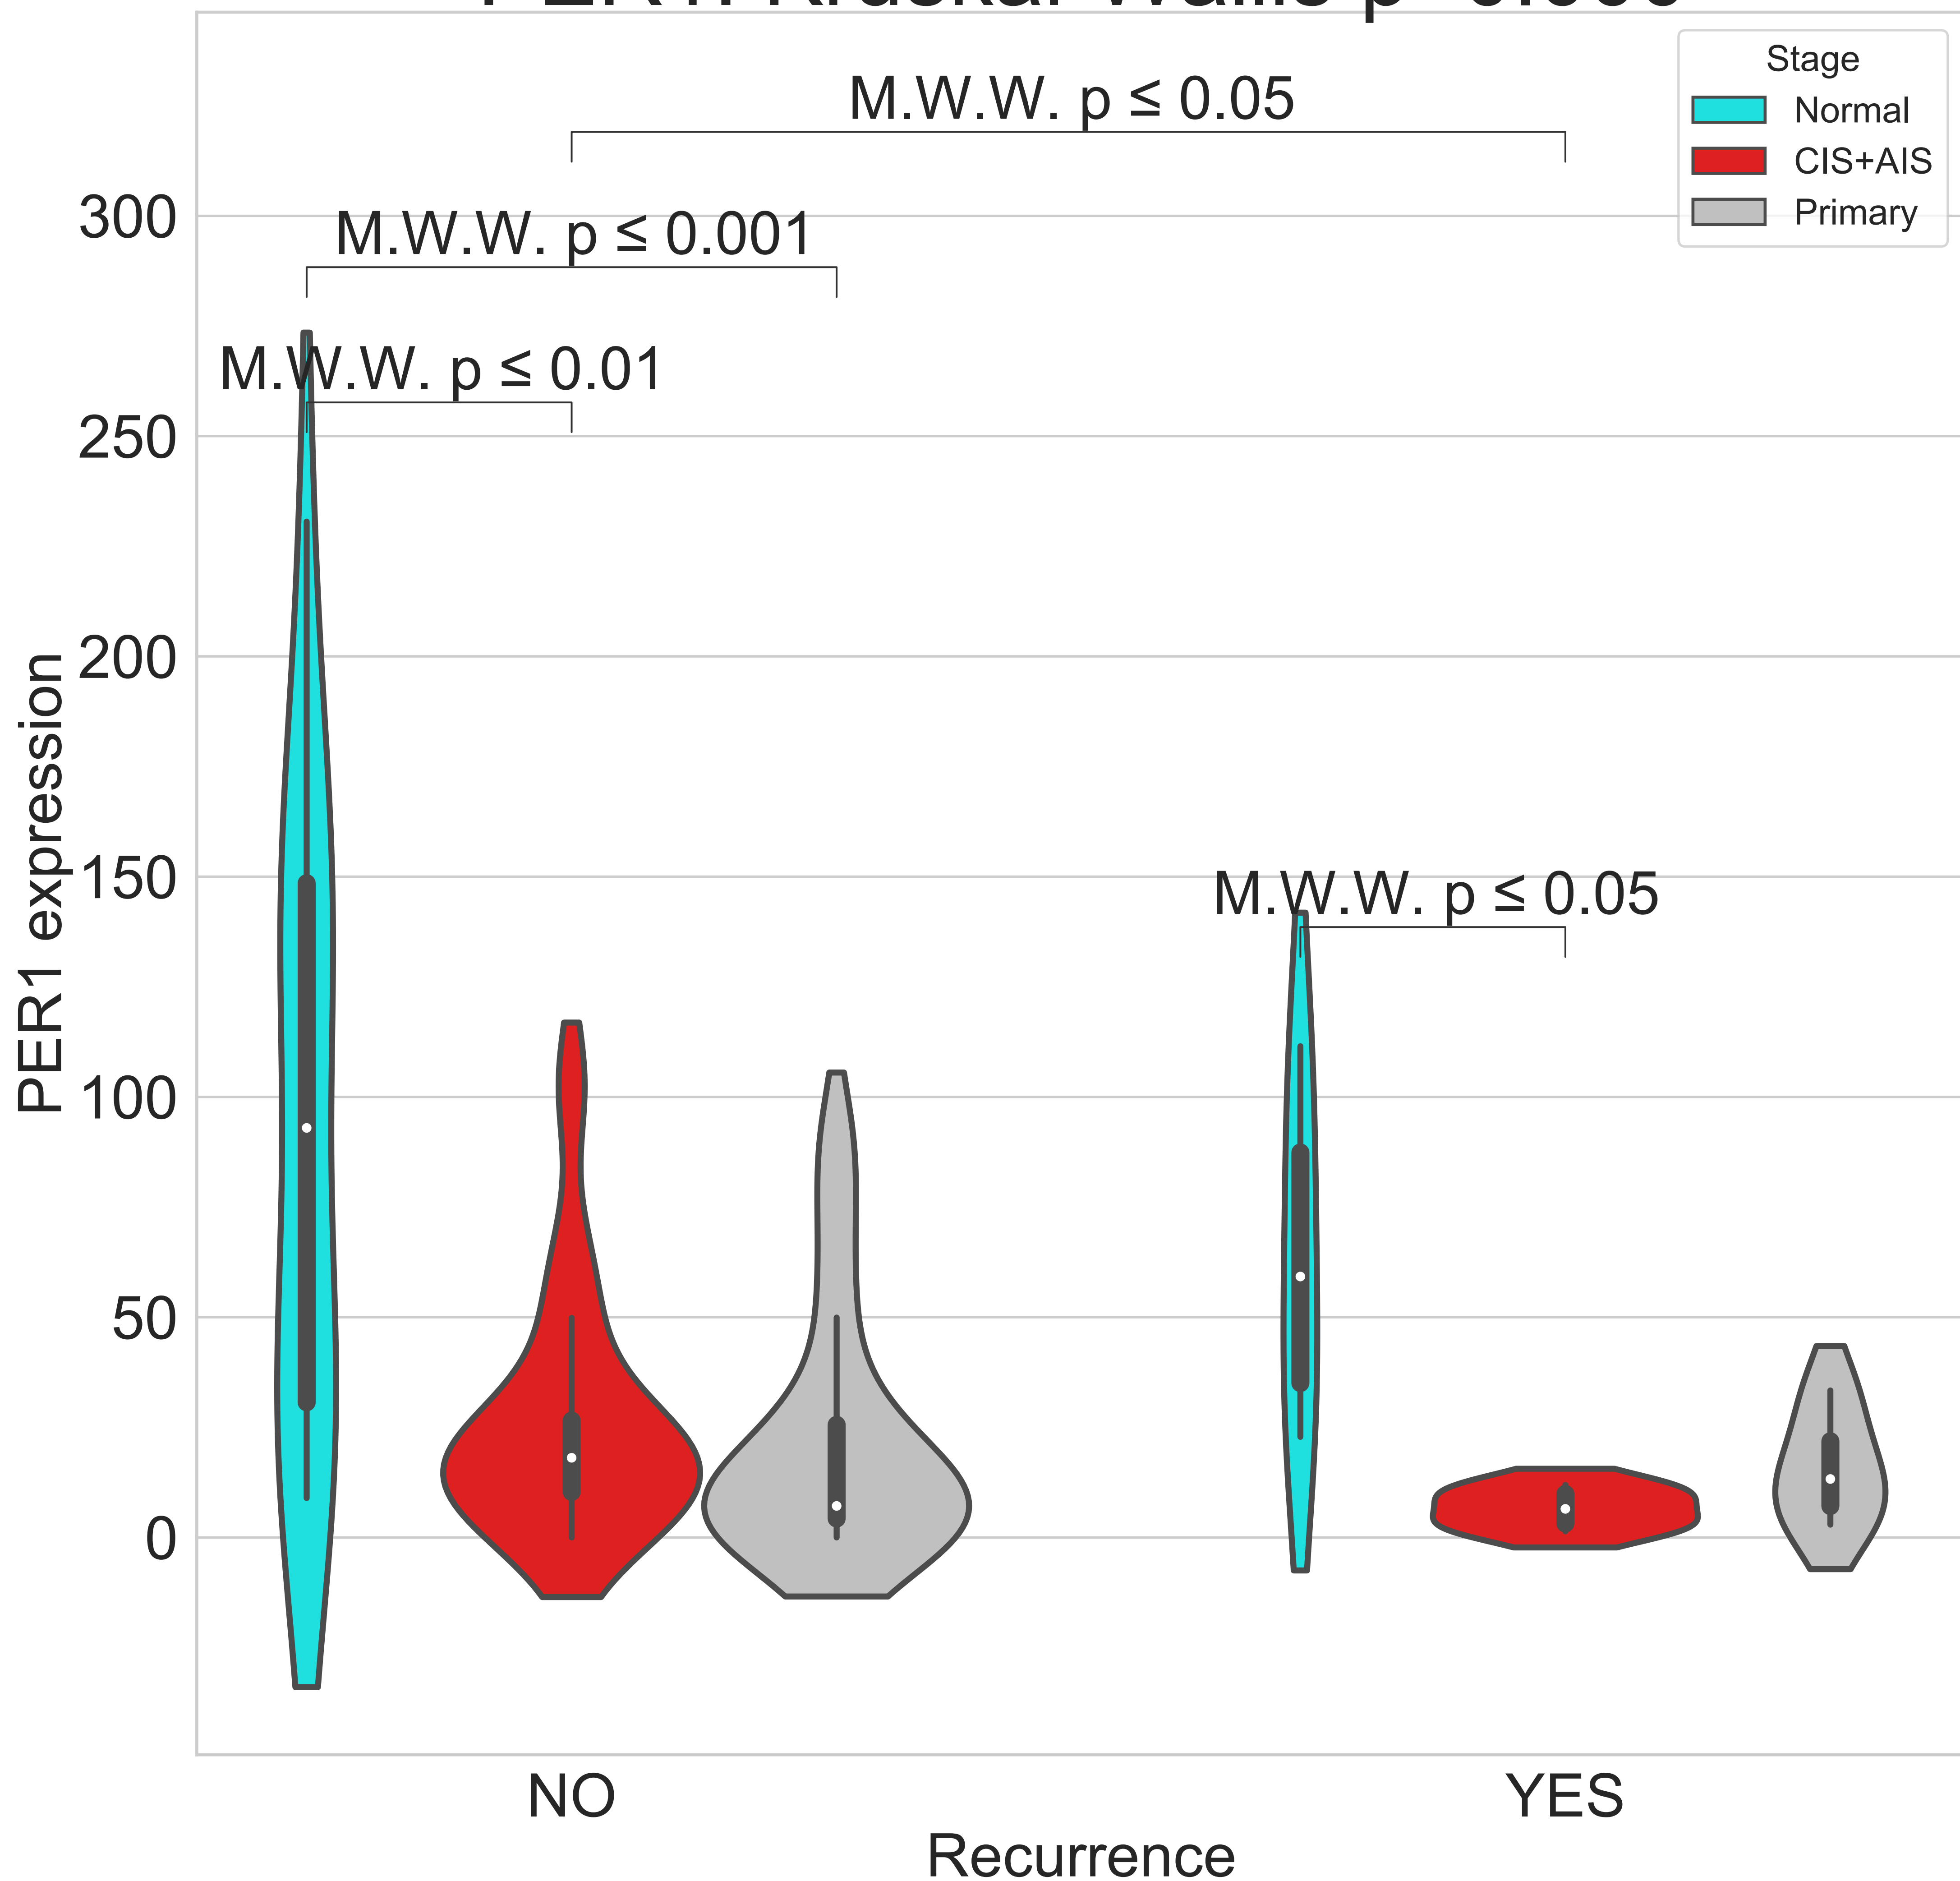 Stage
Normal
CIS+AIS
Primary
M.W.W. p ≤ 0.05
M.W.W. p ≤ 0.001
M.W.W. p ≤ 0.01
M.W.W. p ≤ 0.05
300
250
200
150
100
50
0
PER1 expression
NO
YES
Recurrence